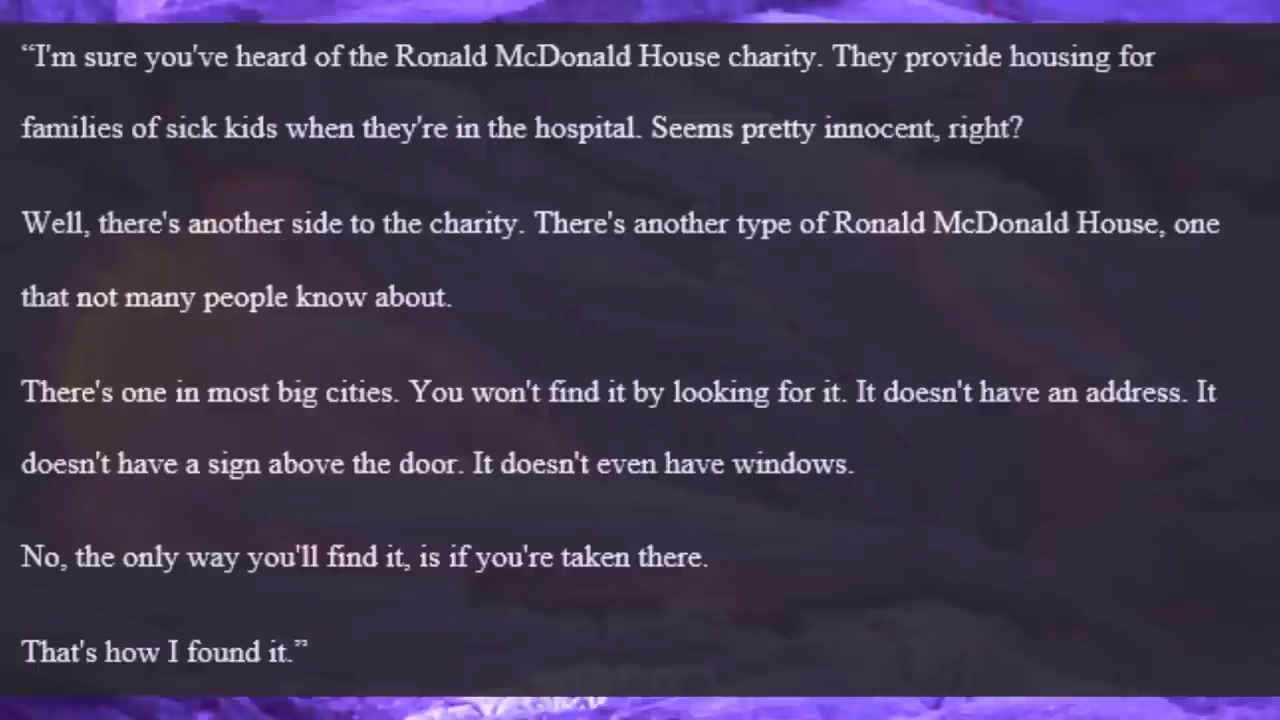 “I'm sure you've heard of the Ronald McDonald House charity. They provide housing for
families of sick kids when they're in the hospital. Seems pretty innocent, right?
Well, there's another side to the charity. There's another type of Ronald McDonald House, one
that not many people know about.
There's one in most big cities. You won't find it by looking for it. It doesn't have an address. It
doesn't have a sign above the door. It doesn't even have windows.
No, the only way you'll find it, is if you're taken there.
That's how I found it.”